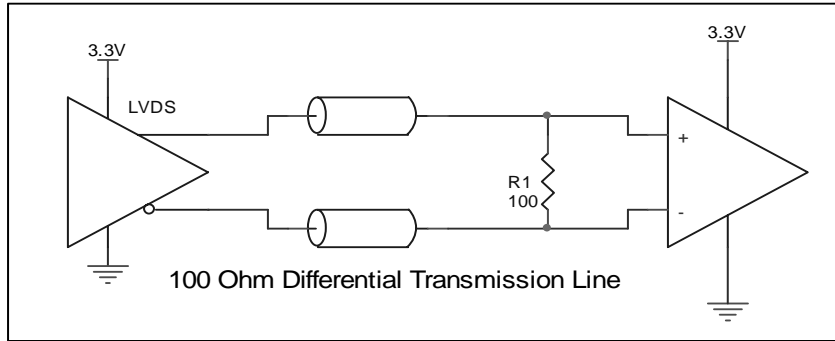 3.3V
3.3V
LVDS
+
R1
100
-
100 Ohm Differential Transmission Line